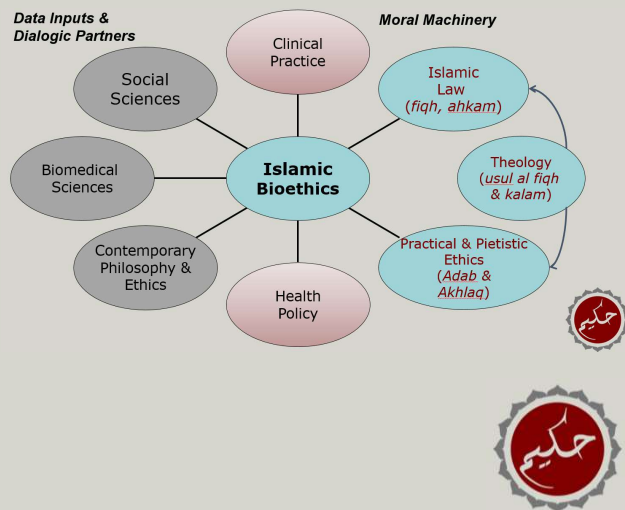 Data Inputs &
Dialogic Partners
Moral Machinery
Clinical
Practice
Social
Sciences
Islamic
Law
(fiqh, ahkam)
Biomedical
Sciences
Islamic
Bioethics
Theology
(usul al fiqh
& kalam)
Contemporary
Philosophy &
Ethics
Practical & Pietistic
Ethics
(Adab &
Akhlaq)
Health
Policy
حكيم
حكيم